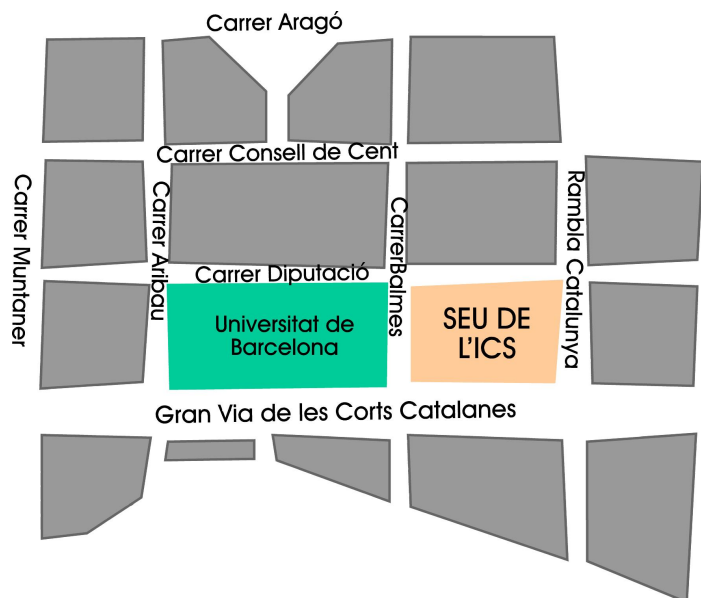 Carrer Aragó
Carrer Consell de Cent
Carrer Muntaner
Carrer Aribau
CarrerBalmes
Rambla Catalunya
Carrer Diputació
Universitat de
Barcelona
SEU DE
L'ICS
Gran Via de les Corts Catalanes